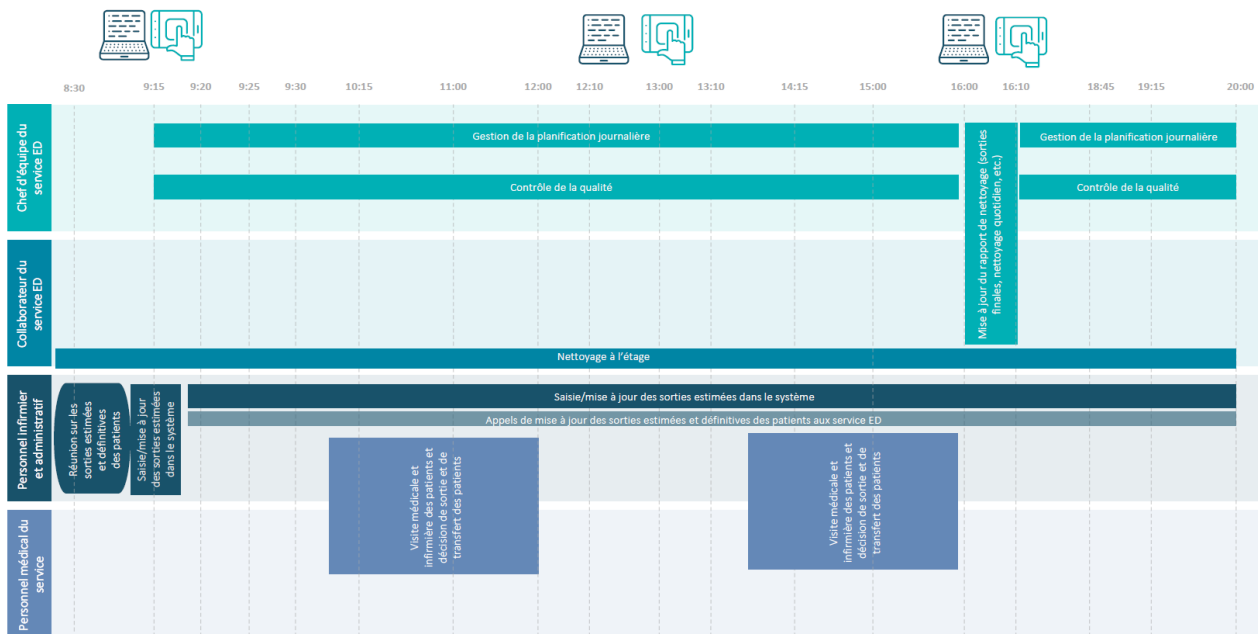 8:30 9:15 9:20 9:25 9:30 10:15 11:00 12:00 12:10 13:00 13:10 14:15 15:00 16:00 16:10 18:45 19:15 20:00
Chef d'équipe du
service ED
Gestion de la planification journalière
Contrôle de la qualité
Mise à jour du rapport de nettoyage (sorties
finales, nettoyage quotidien, etc.)
Gestion de la planification journalière
Contrôle de la qualité
Collaborateur du
service ED
Nettoyage à l'étage
Personnel infirmier
et administratif
Réunion sur les
sorties estimées
et définitives
des patients
Saisie/mise à jour
des sorties estimées
dans le système
Saisie/mise à jour des sorties estimées dans le système
Appels de mise à jour des sorties estimées et définitives des patients aux service ED
Visite médicale et
infirmière des patients et
décision de sortie et de
transfert des patients
Visite médicale et
infirmière des patients et
décision de sortie et de
transfert des patients
Personnel médical du
service